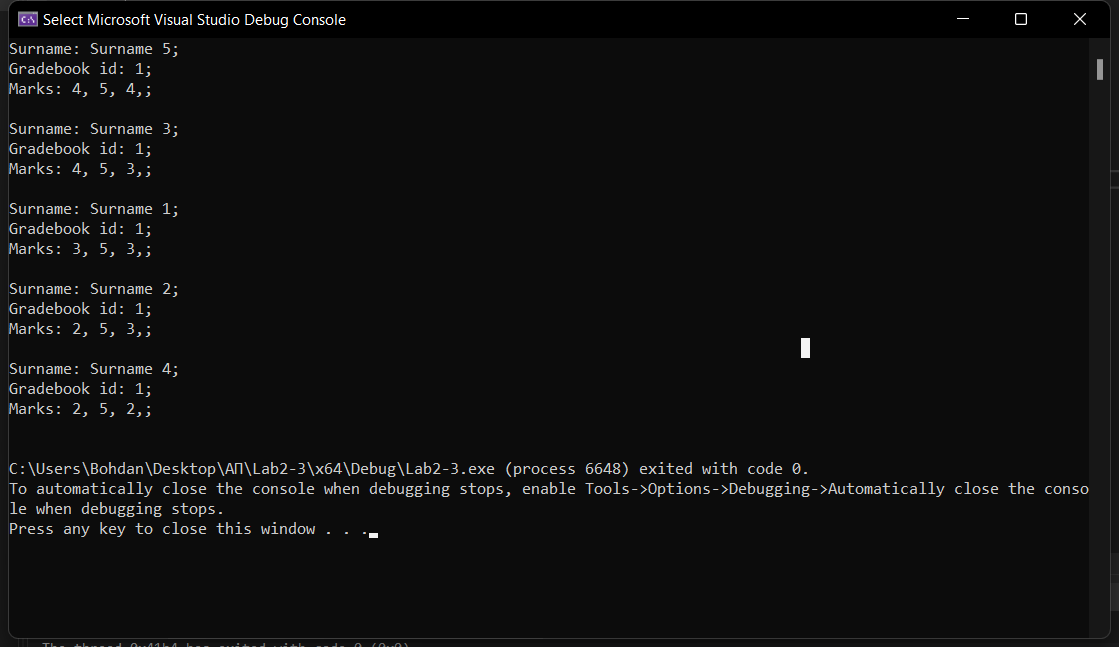 Select Microsoft Visual Studio Debug Console
Surname: Surname 5;
Gradebook id: 1;
Marks: 4, 5, 4,;
Surname: Surname 3;
Gradebook id: 1;
Marks: 4, 5, 3,;
Surname: Surname 1;
Gradebook id: 1;
Marks: 3, 5, 3,;
Surname: Surname 2;
Gradebook id: 1;
Marks: 2, 5, 3,;
Surname: Surname 4;
Gradebook id: 1;
Marks: 2, 5, 2,;
C:\Users\Bohdan\Desktop\АП\Lab2-3\x64\Debug\Lab2-3.exe (process 6648) exited with code 0.
To automatically close the console when debugging stops, enable Tools->Options->Debugging->Automatically close the conso
le when debugging stops.
Press any key to close this window . . .